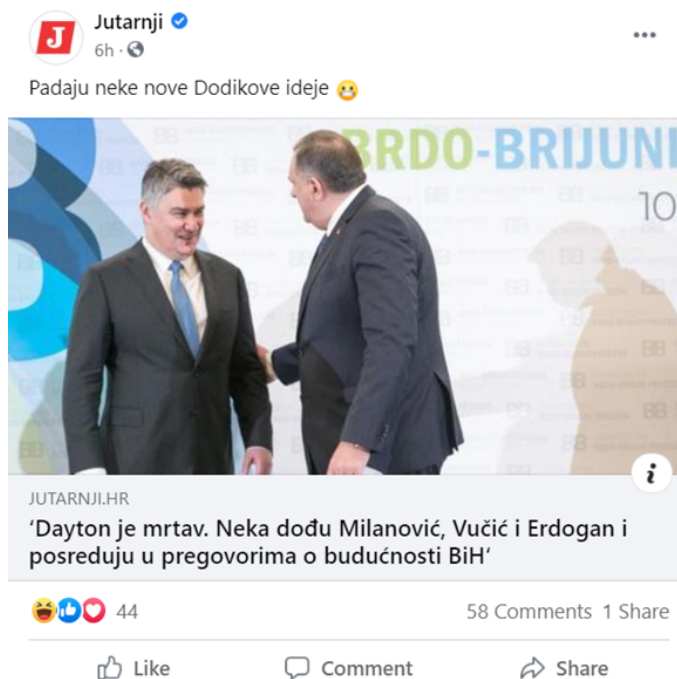 Jutarnji
6h
Padaju neke nove Dodikove ideje
BRDO-BRIJUNI
10
JUTARNJI.HR
‘Dayton je mrtav. Neka dođu Milanović, Vučić i Erdogan i
posreduju u pregovorima o budućnosti BiH‘
44
58 Comments 1 Share
Like Comment Share